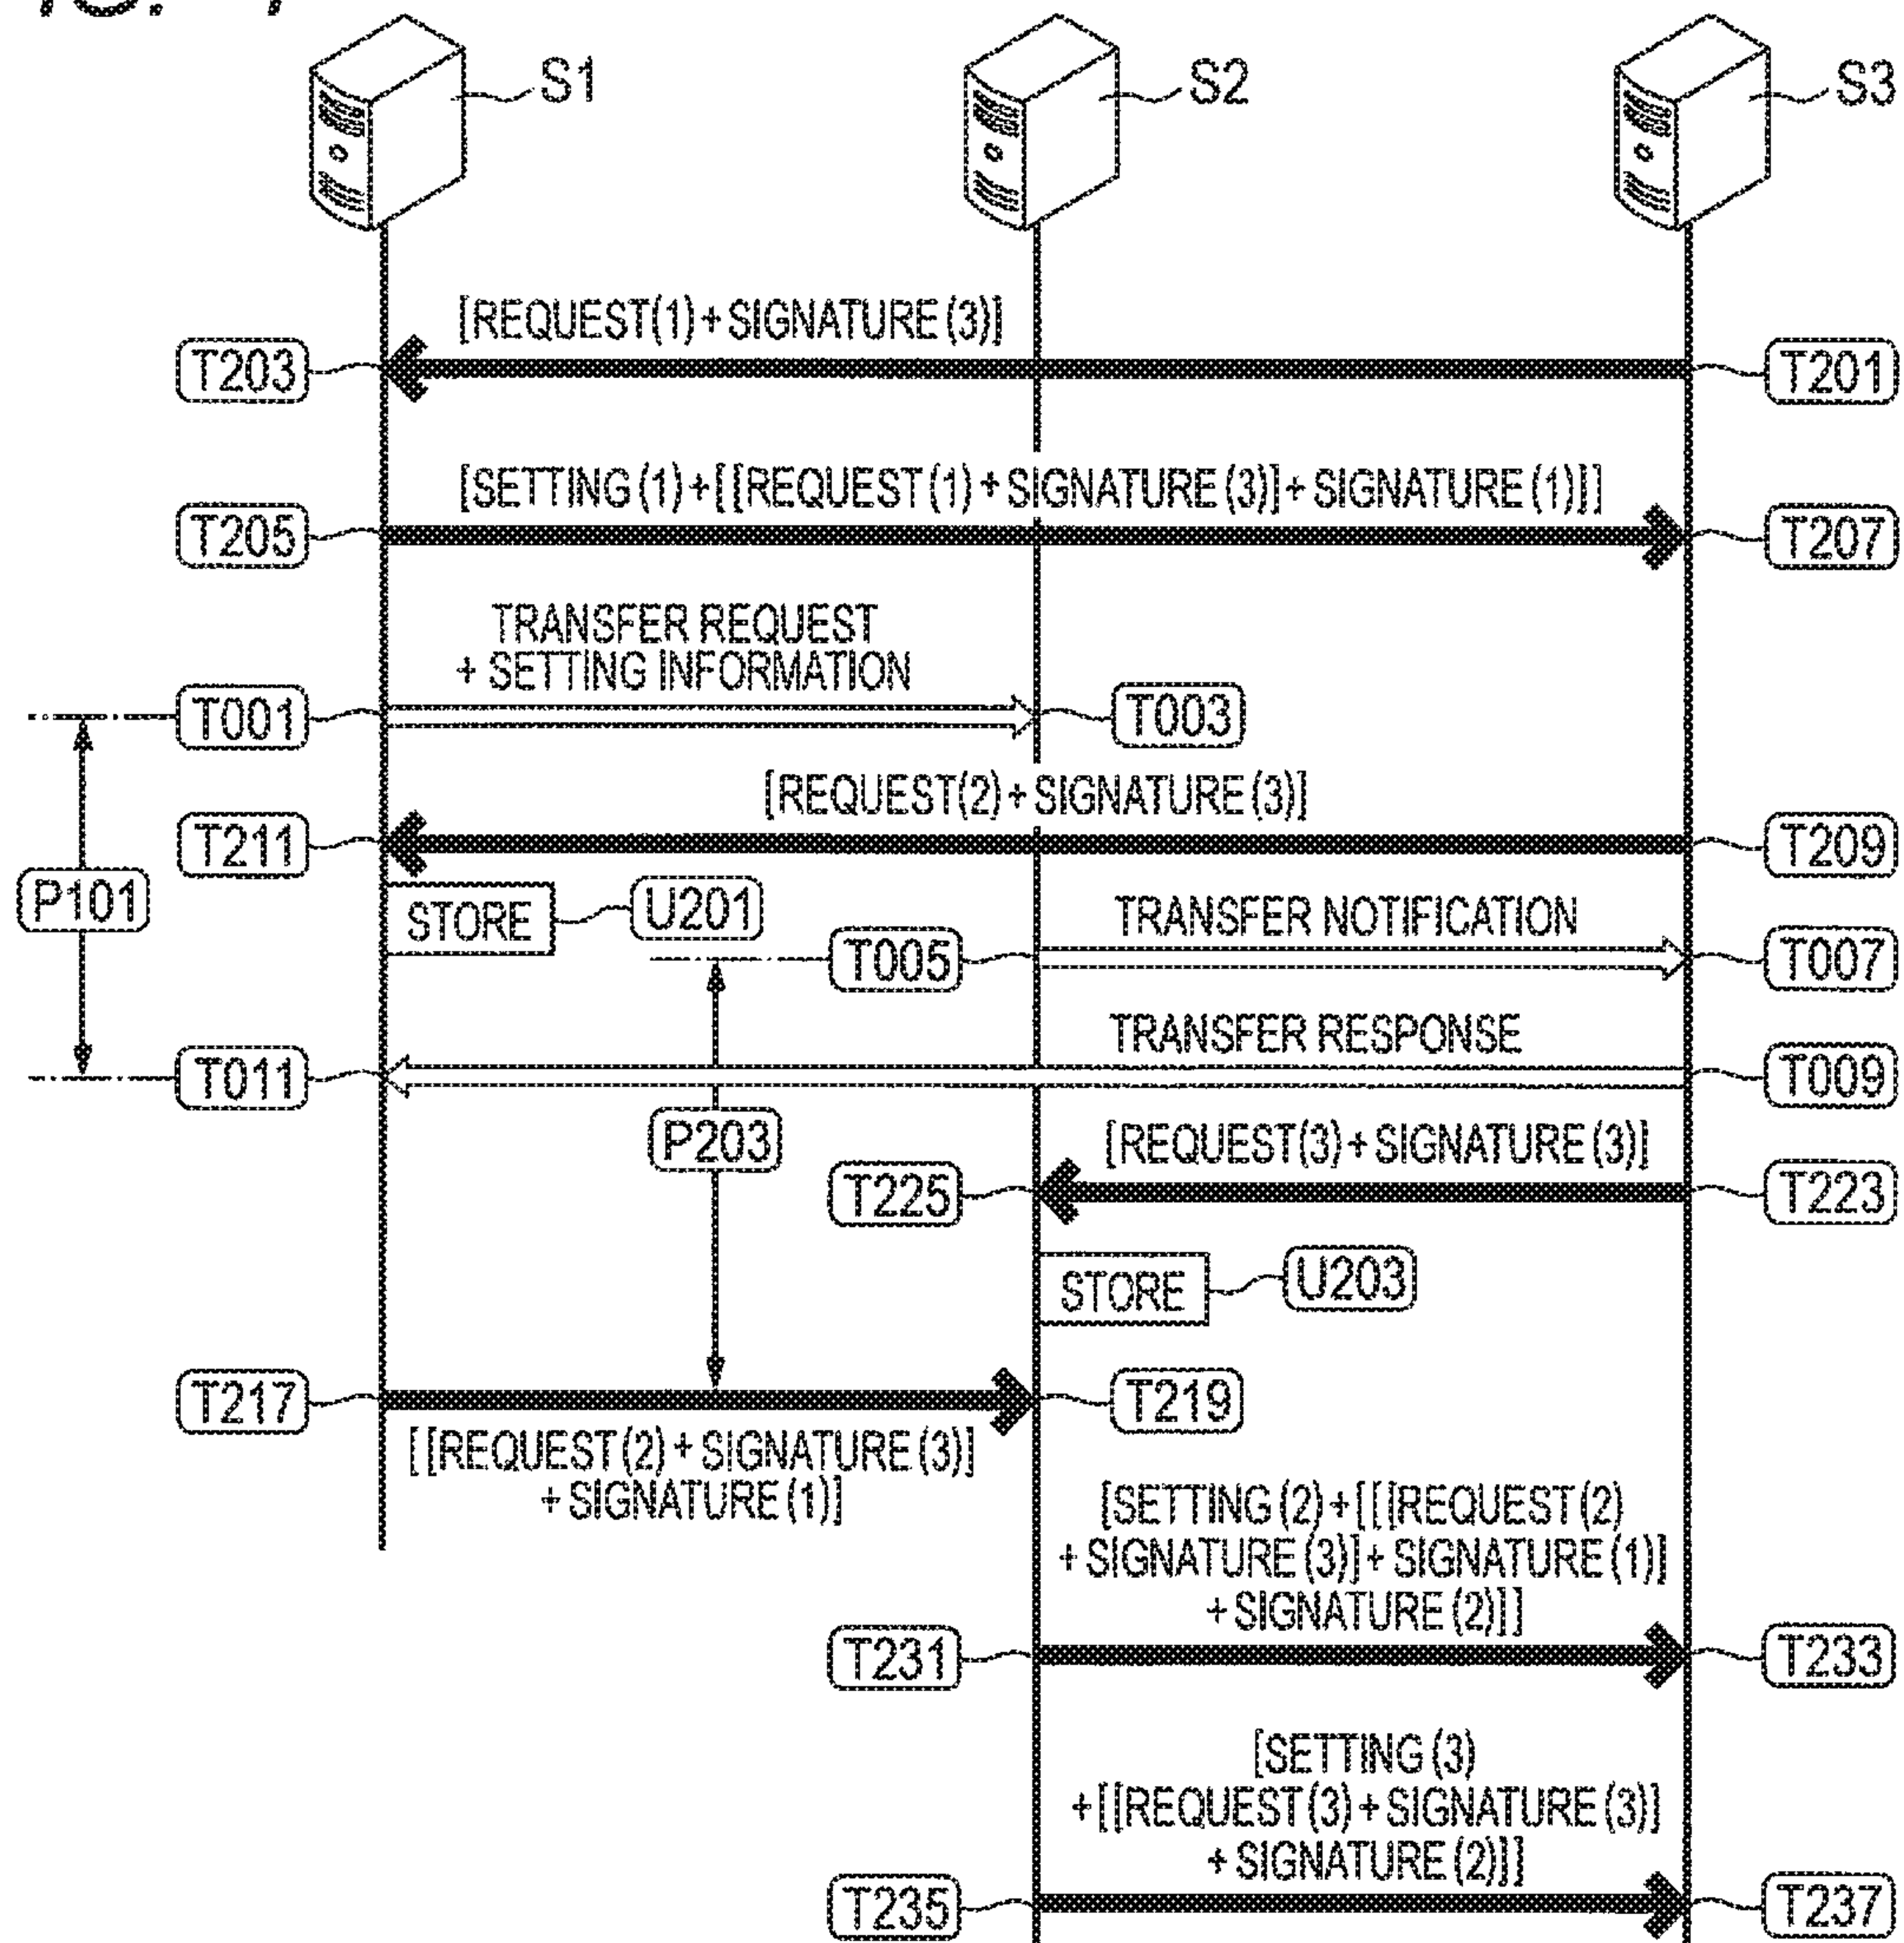 S1
S2
S3
[REQUEST(1)+SIGNATURE(3)]
T203
T201
[SETTING(1)+[[REQUEST(1)+SIGNATURE(3)]+SIGNATURE(1)]]
T205
T207
TRANSFER REQUEST
+ SETTING INFORMATION
T001
T003
[REQUEST(2)+SIGNATURE(3)]
T211
T209
P101
STORE
U201
TRANSFER NOTIFICATION
T005
T007
TRANSFER RESPONSE
T011
T009
P203
[REQUEST(3)+SIGNATURE(3)]
T225
T223
STORE
U203
T217
T219
[[REQUEST(2)+SIGNATURE(3)]
+SIGNATURE(1)]
[SETTING(2)+[[[REQUEST(2)
+SIGNATURE(3)]+SIGNATURE(1)]
+SIGNATURE(2)]]
T231
T233
[SETTING(3)
+[[REQUEST(3)+SIGNATURE(3)]
+SIGNATURE(2)]]
T235
T237